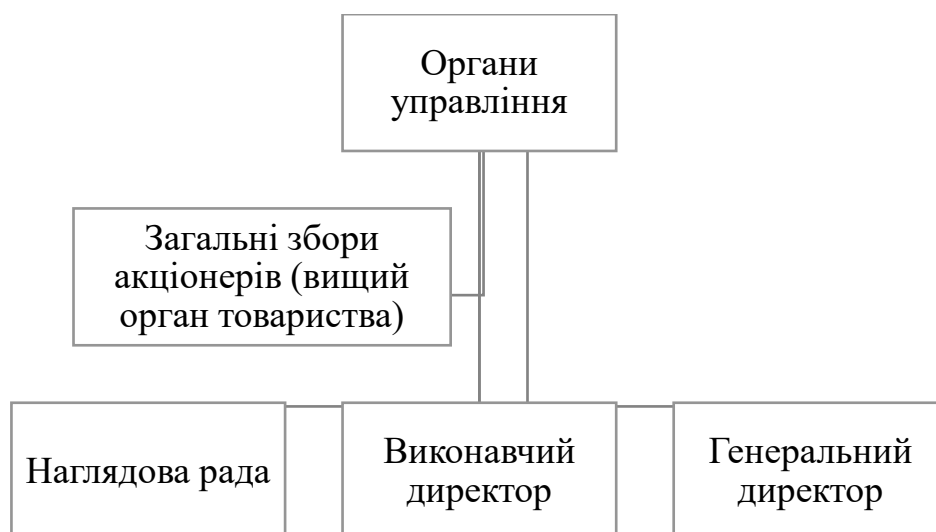 Органи
управління
Загальні збори
акціонерів (вищий
орган товариства)
Наглядова рада
Виконавчий
директор
Генеральний
директор